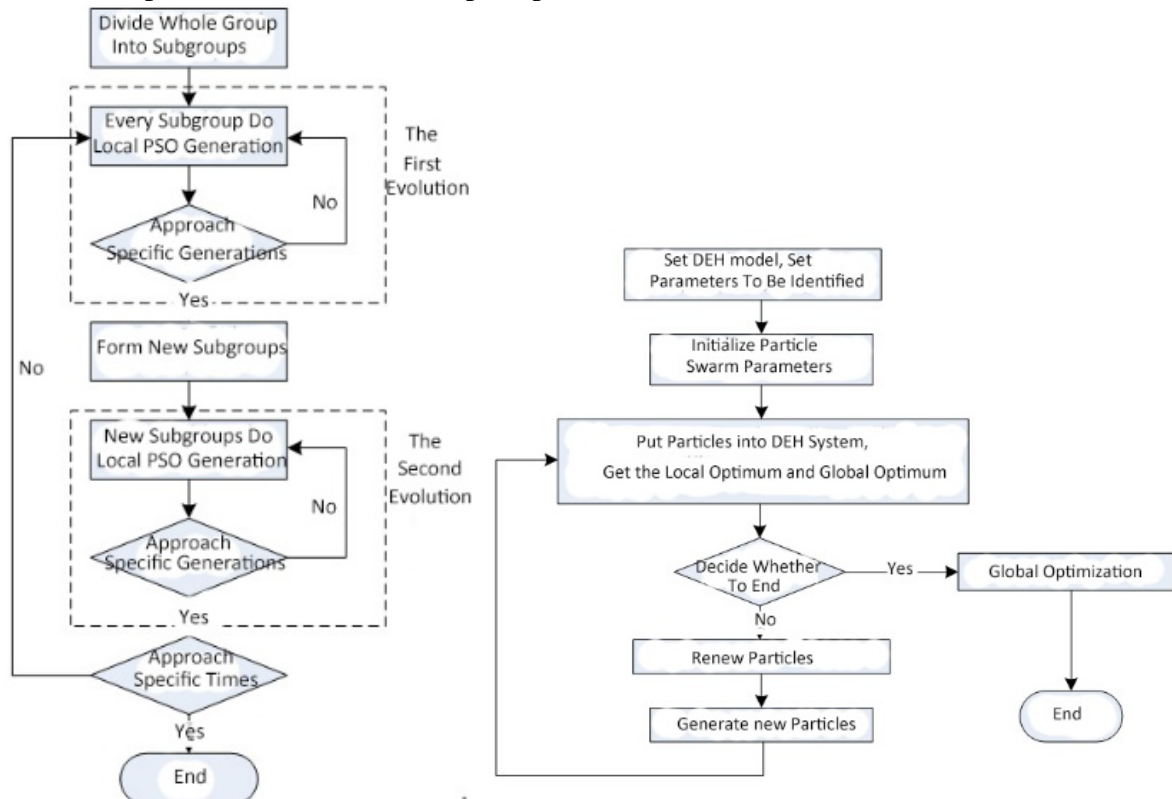 Divide Whole Group
Into Subgroups
Every Subgroup Do
Local PSO Generation
The
First
Evolution
No
Approach
Specific Generations
Yes
Form New Subgroups
No
New Subgroups Do
Local PSO Generation
The
Second
Evolution
No
Approach
Specific Generations
Yes
Approach
Specific Times
Yes
End
Set DEH model, Set
Parameters To Be Identified
Initialize Particle
Swarm Parameters
Put Particles into DEH System,
Get the Local Optimum and Global Optimum
Decide Whether
To End
Yes
Global Optimization
No
Renew Particles
Generate new Particles
End